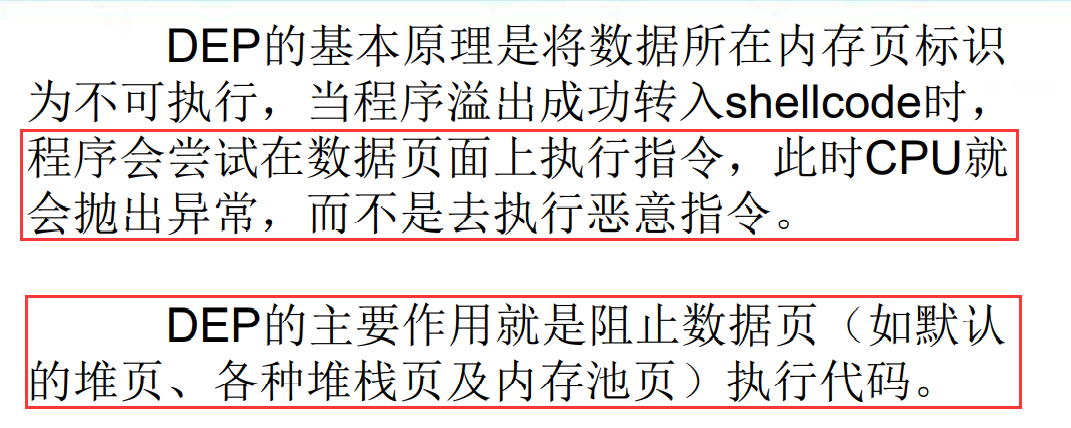 DEP的基本原理是将数据所在内存页标识
为不可执行，当程序溢出成功转入shellcode时，
程序会尝试在数据页面上执行指令，此时CPU就
会抛出异常，而不是去执行恶意指令。
DEP的主要作用就是阻止数据页（如默认
的堆页、各种堆栈页及内存池页）执行代码。